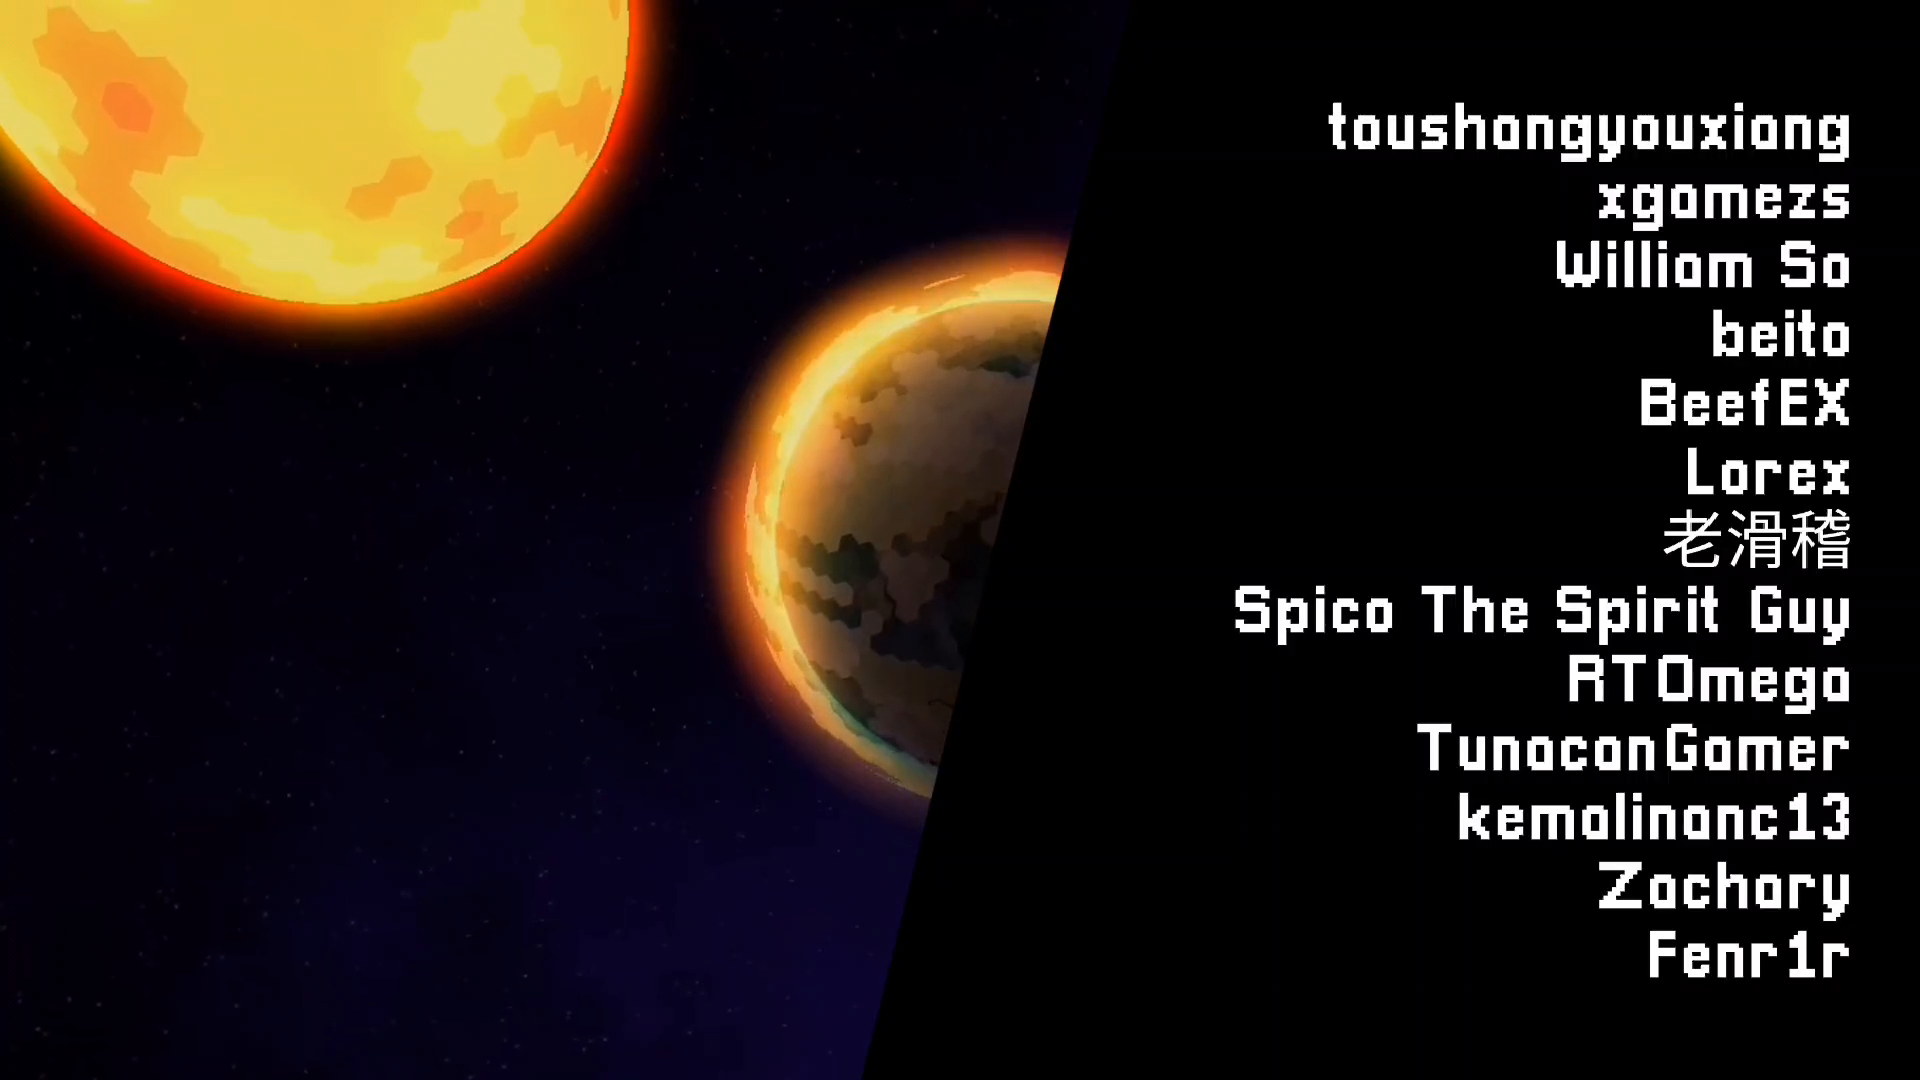 toushangyouxiang
xgamezs
William So
beito
BeefEX
Lorex
老滑稽
Spico The Spirit Guy
RTOmega
TunacanGamer
kemalinanc13
Zachary
Fenr1r